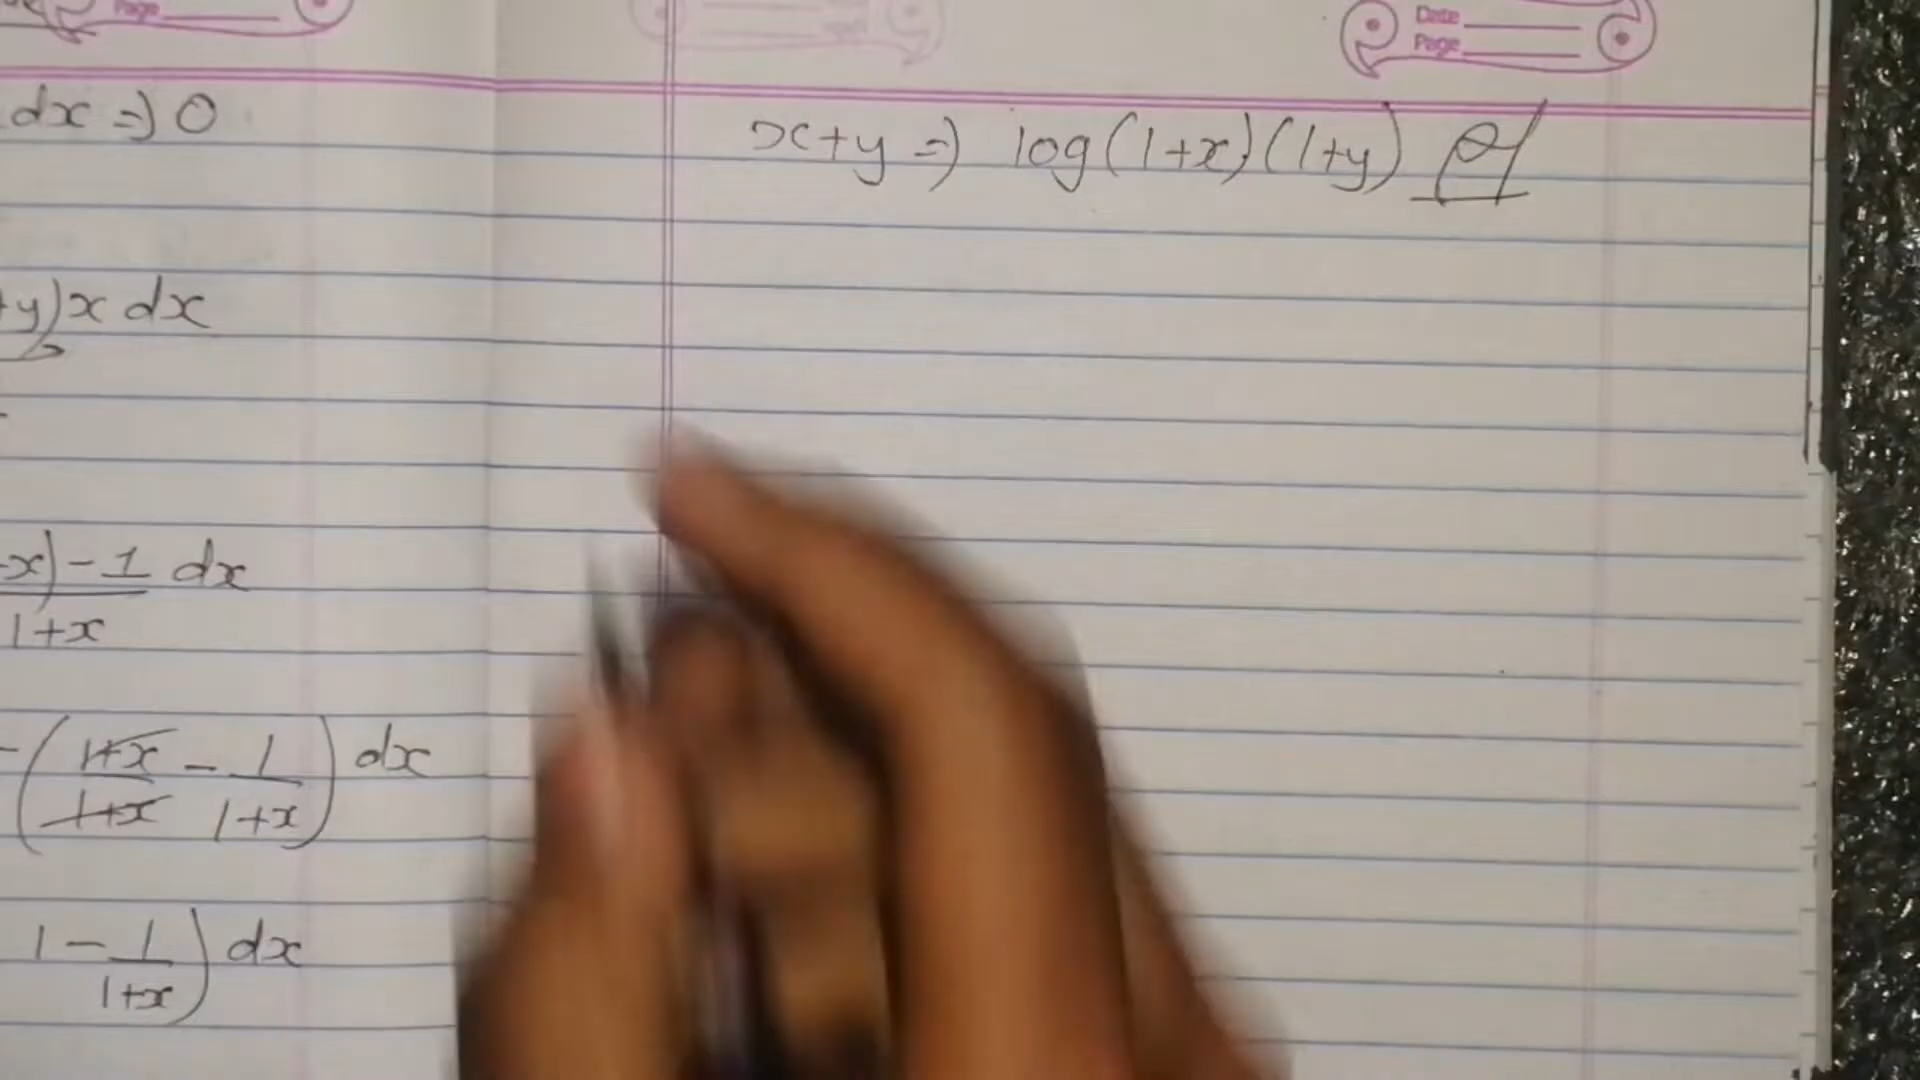 Page
Date
Page
dx => 0
x+y => log(1+x)(1+y) c
y)x dx
x)-1 dx
1+x
-(1+x/1+x - 1/1+x) dx
1 - 1/1+x) dx